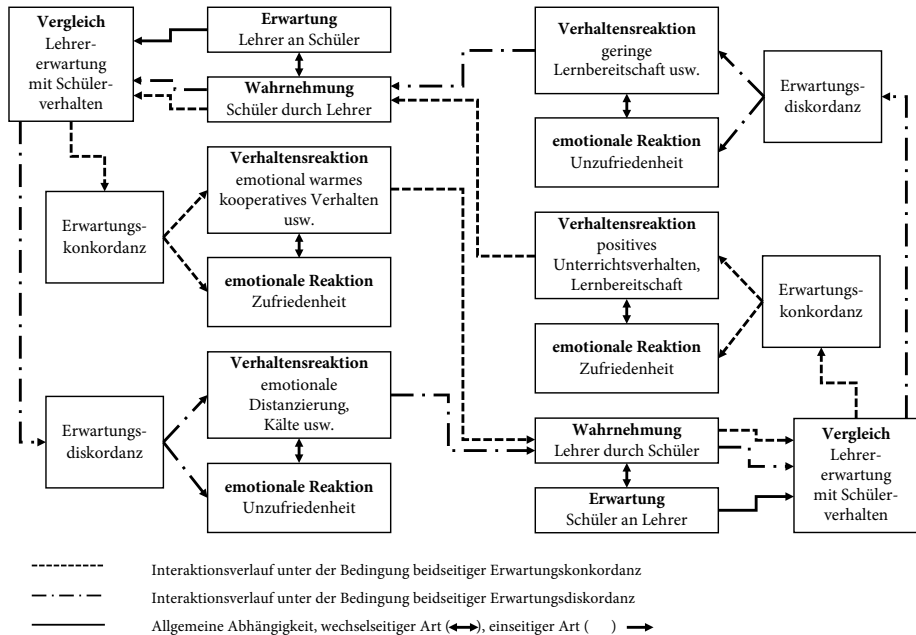 Vergleich
Lehrer-
erwartung
mit Schüler-
verhalten
Erwartung
Lehrer an Schüler
Wahrnehmung
Schüler durch Lehrer
Verhaltensreaktion
emotional warmes
kooperatives Verhalten
usw.
emotionale Reaktion
Zufriedenheit
Erwartungs-
konkordanz
Verhaltensreaktion
emotionale
Distanzierung,
Kälte usw.
emotionale Reaktion
Unzufriedenheit
Erwartungs-
diskordanz
Verhaltensreaktion
geringe
Lernbereitschaft usw.
emotionale Reaktion
Unzufriedenheit
Erwartungs-
diskordanz
Verhaltensreaktion
positives
Unterrichtsverhalten,
Lernbereitschaft
emotionale Reaktion
Zufriedenheit
Erwartungs-
konkordanz
Wahrnehmung
Lehrer durch Schüler
Erwartung
Schüler an Lehrer
Vergleich
Lehrer-
erwartung
mit Schüler-
verhalten
Interaktionsverlauf unter der Bedingung beidseitiger Erwartungskonkordanz
Interaktionsverlauf unter der Bedingung beidseitiger Erwartungsdiskordanz
Allgemeine Abhängigkeit, wechselseitiger Art (↔), einseitiger Art ( ) →